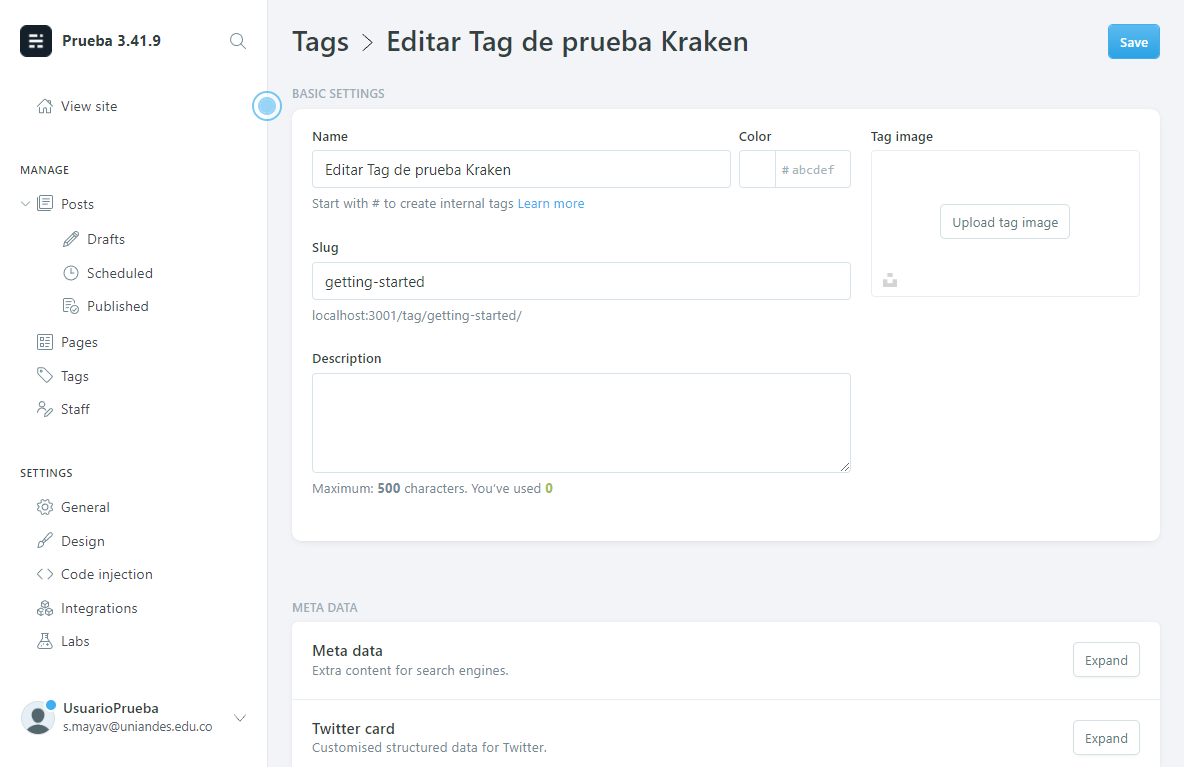 Prueba 3.41.9
View site
MANAGE
Posts
Drafts
Scheduled
Published
Pages
Tags
Staff
SETTINGS
General
Design
Code injection
Integrations
Labs
UsuarioPrueba
s.mayav@uniandes.edu.co
Tags > Editar Tag de prueba Kraken
Save
BASIC SETTINGS
Name
Editar Tag de prueba Kraken
Start with # to create internal tags Learn more
Color
# abcdef
Slug
getting-started
localhost:3001/tag/getting-started/
Description
Maximum: 500 characters. You’ve used 0
Tag image
Upload tag image
META DATA
Meta data
Extra content for search engines.
Expand
Twitter card
Customised structured data for Twitter.
Expand